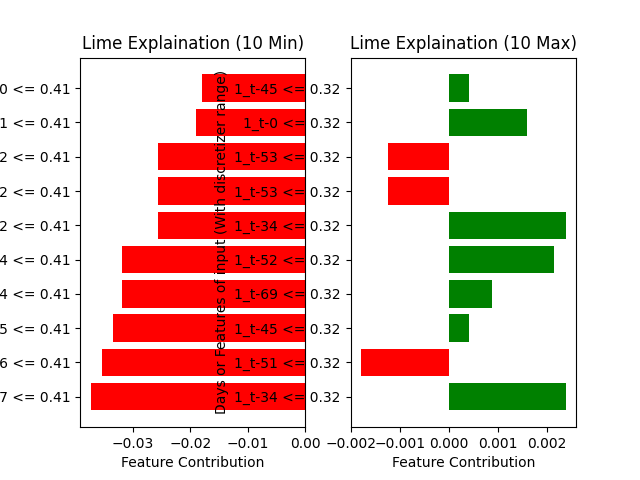 Lime Explaination (10 Min)
0 <= 0.41
1 <= 0.41
2 <= 0.41
2 <= 0.41
2 <= 0.41
4 <= 0.41
4 <= 0.41
5 <= 0.41
6 <= 0.41
7 <= 0.41
−0.03 −0.02 −0.01 0.00
Feature Contribution
Lime Explaination (10 Max)
Days or Features of input (With discretizer range)
1_t-45 <= 0.32
1_t-0 <= 0.32
1_t-53 <= 0.32
1_t-53 <= 0.32
1_t-34 <= 0.32
1_t-52 <= 0.32
1_t-69 <= 0.32
1_t-45 <= 0.32
1_t-51 <= 0.32
1_t-34 <= 0.32
−0.002 −0.001 0.000 0.001 0.002
Feature Contribution